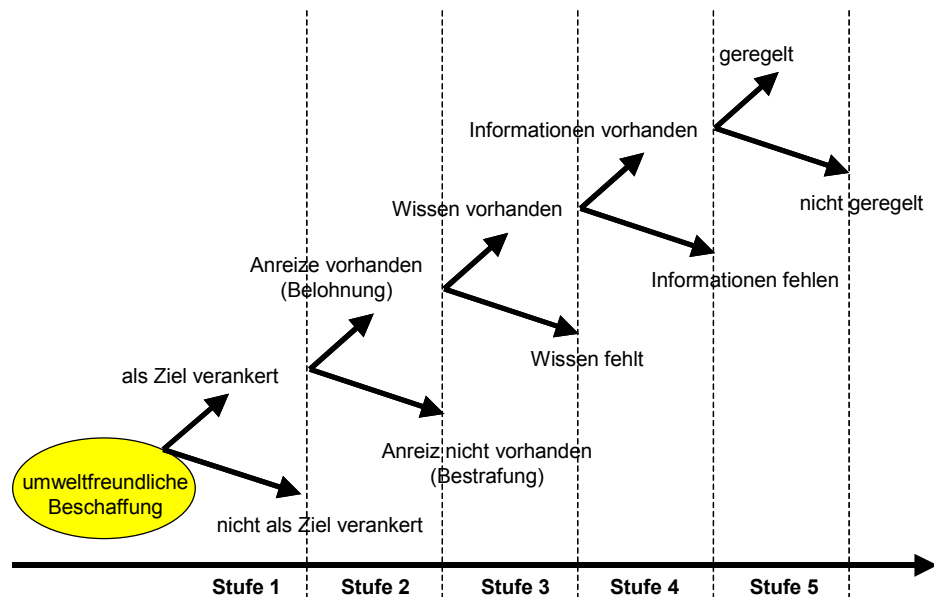 geregelt
Informationen vorhanden
nicht geregelt
Wissen vorhanden
Informationen fehlen
Anreize vorhanden
(Belohnung)
Wissen fehlt
als Ziel verankert
Anreiz nicht vorhanden
(Bestrafung)
umweltfreundliche
Beschaffung
nicht als Ziel verankert
Stufe 1
Stufe 2
Stufe 3
Stufe 4
Stufe 5